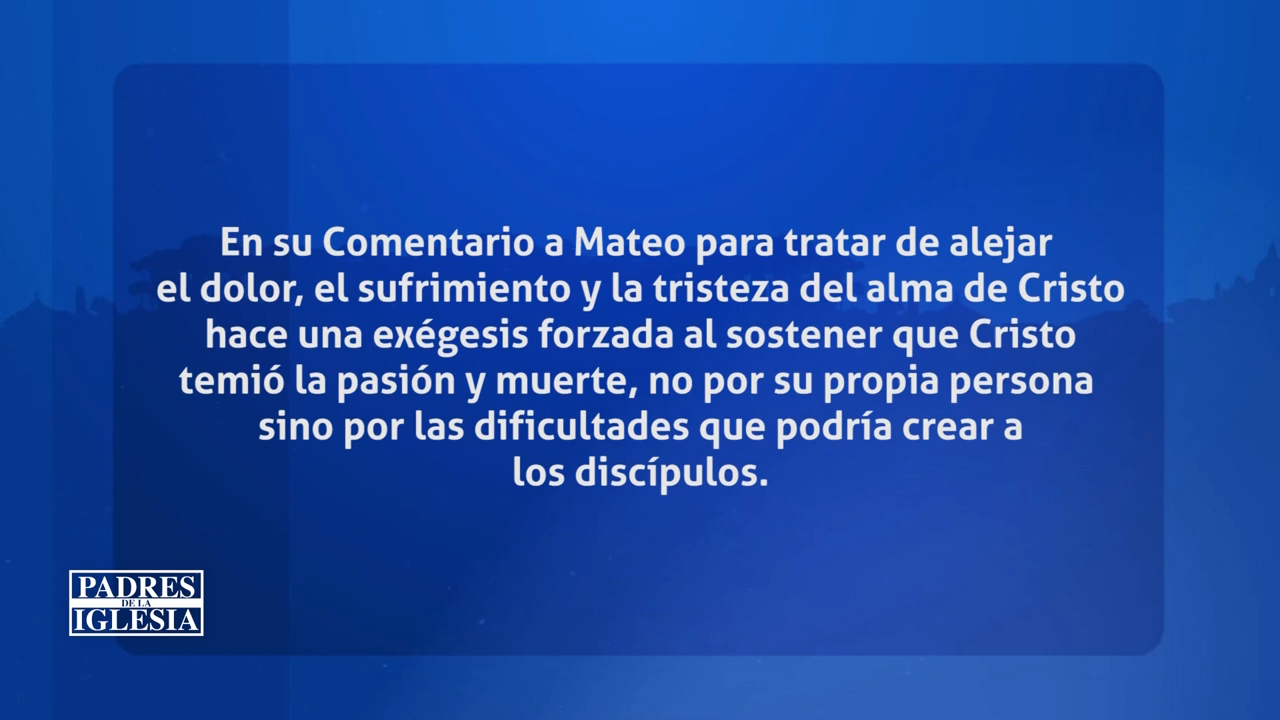 En su Comentario a Mateo para tratar de alejar
el dolor, el sufrimiento y la tristeza del alma de Cristo
hace una exégesis forzada al sostener que Cristo
temió la pasión y muerte, no por su propia persona
sino por las dificultades que podría crear a
los discípulos.
PADRES
DE LA
IGLESIA